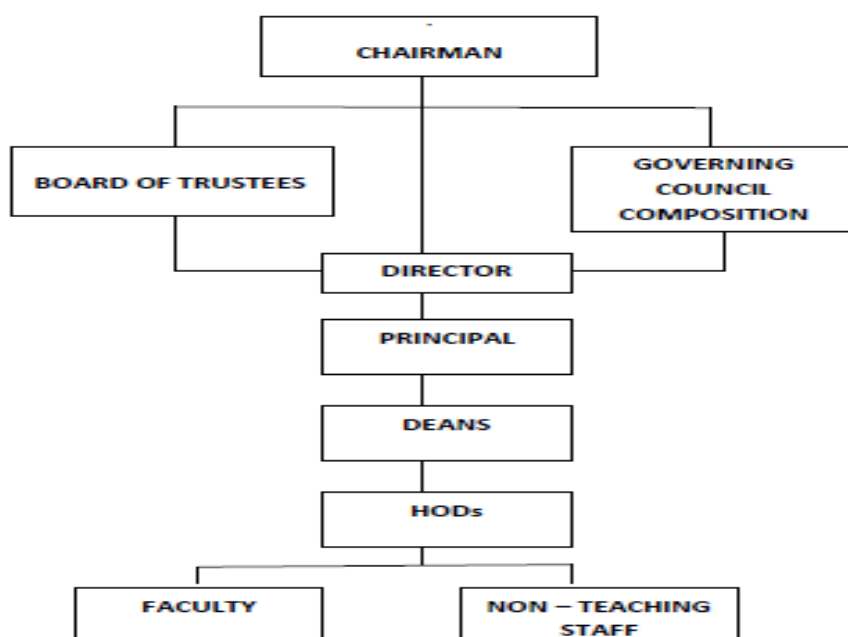 CHAIRMAN
BOARD OF TRUSTEES
GOVERNING
COUNCIL
COMPOSITION
DIRECTOR
PRINCIPAL
DEANS
HODs
FACULTY
NON – TEACHING
STAFF